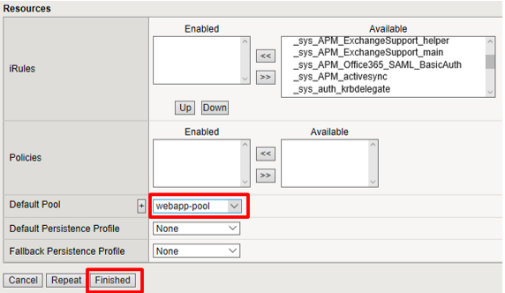 Resources
iRules
Enabled
Available
_sys_APM_ExchangeSupport_helper
_sys_APM_ExchangeSupport_main
_sys_APM_Office365_SAML_BasicAuth
_sys_APM_activesync
_sys_auth_krbdelegate
<<
>>
Up Down
Policies
Enabled
Available
<<
>>
Default Pool + webapp-pool
Default Persistence Profile None
Fallback Persistence Profile None
Cancel Repeat Finished